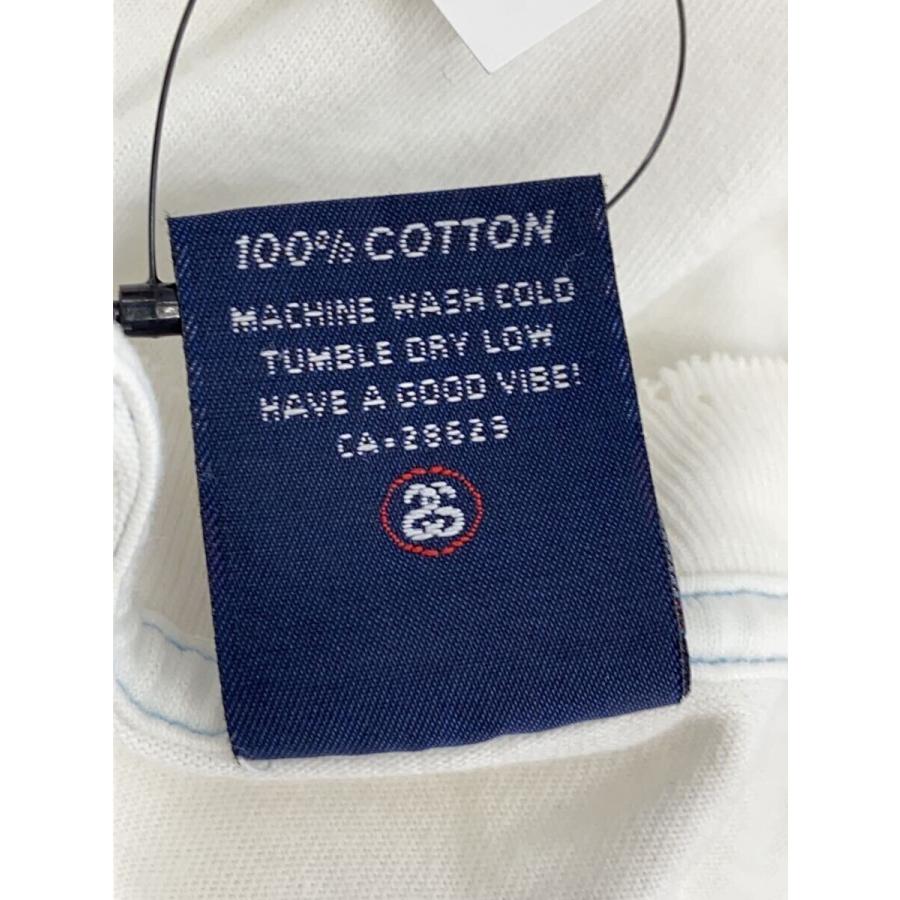 100% COTTON
MACHINE WASH COLD
TUMBLE DRY LOW
HAVE A GOOD VIBE!
CA=28629